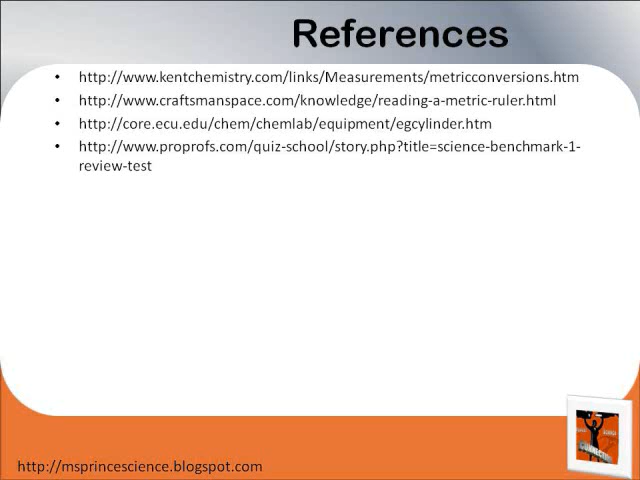 References
• http://www.kentchemistry.com/links/Measurements/metricconversions.htm
• http://www.craftsmanspace.com/knowledge/reading-a-metric-ruler.html
• http://core.ecu.edu/chem/chemlab/equipment/egcylinder.htm
• http://www.proprofs.com/quiz-school/story.php?title=science-benchmark-1-
review-test
http://msprincescience.blogspot.com